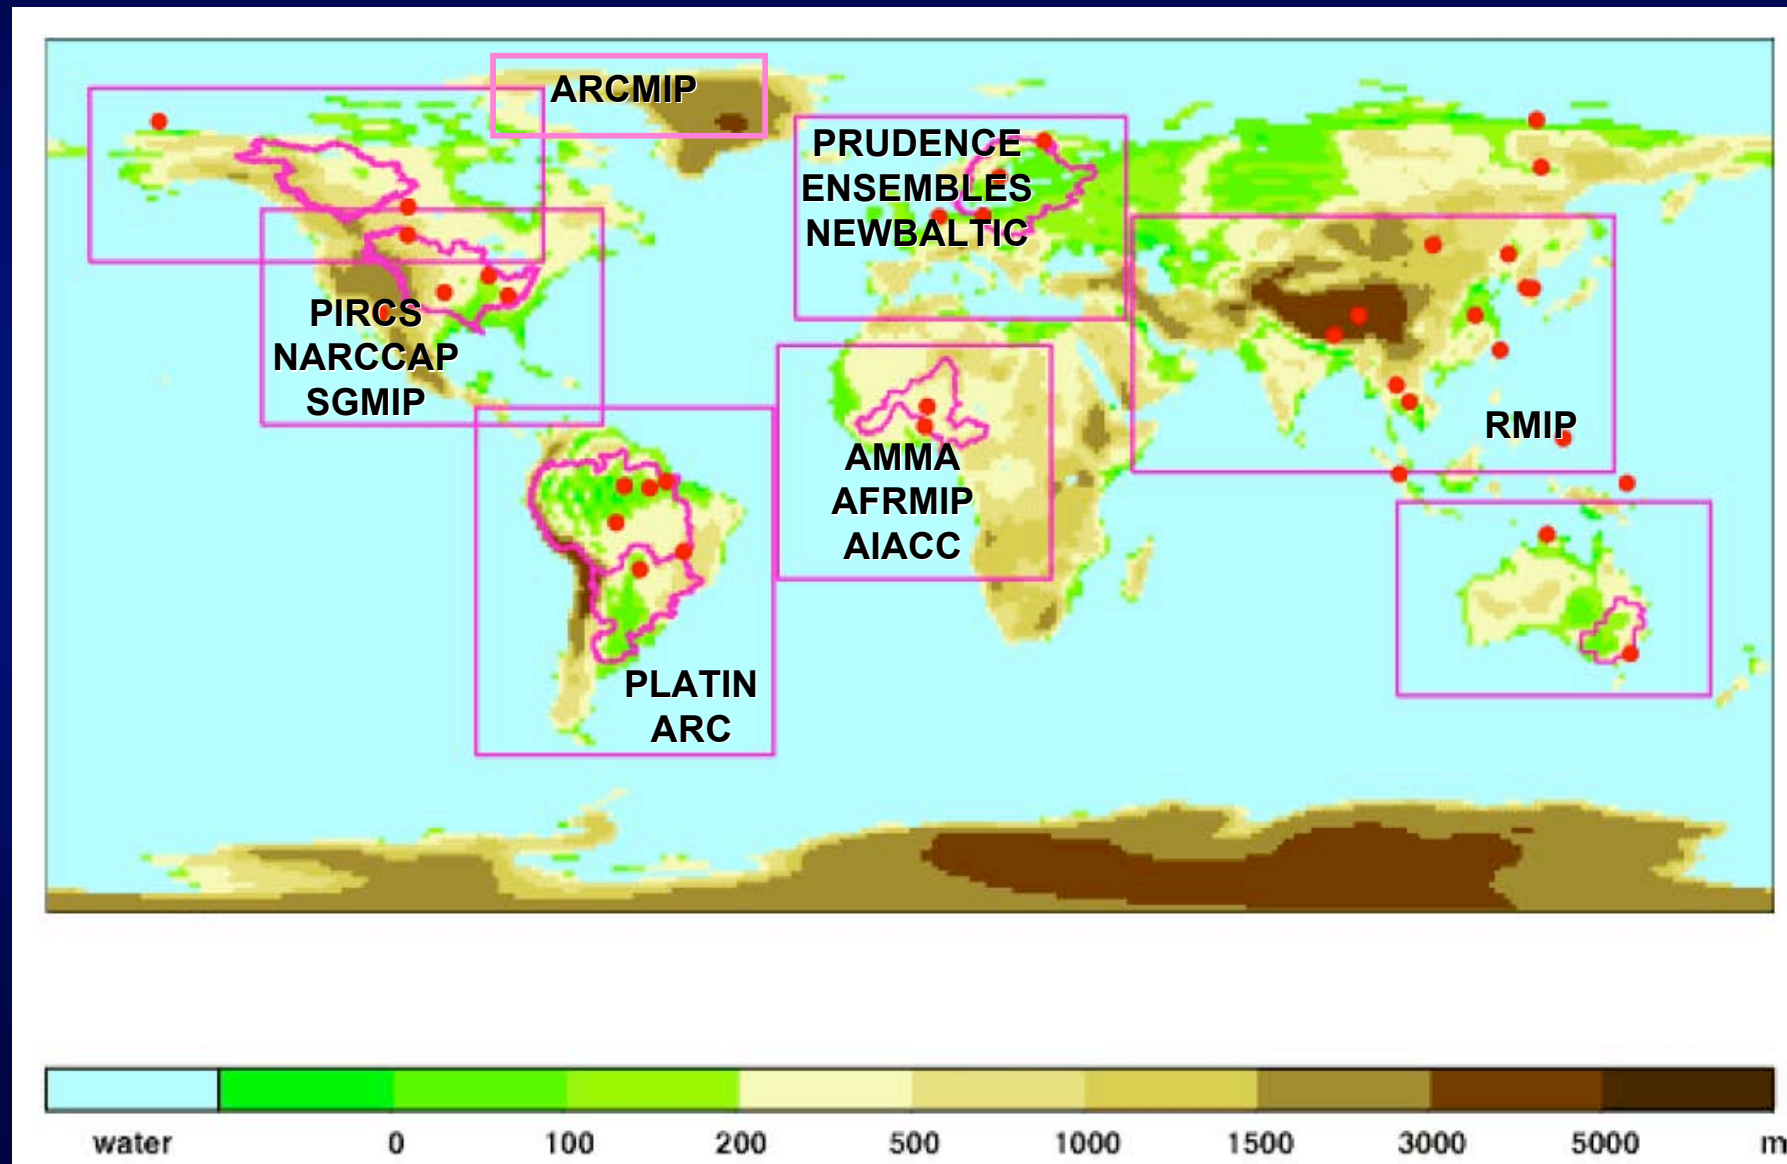 ARCMIP
PRUDENCE
ENSEMBLES
NEWBALTIC
PIRCS
NARCCAP
SGMIP
RMIP
AMMA
AFRMIP
AIACC
PLATIN
ARC
water 0 100 200 500 1000 1500 3000 5000 m